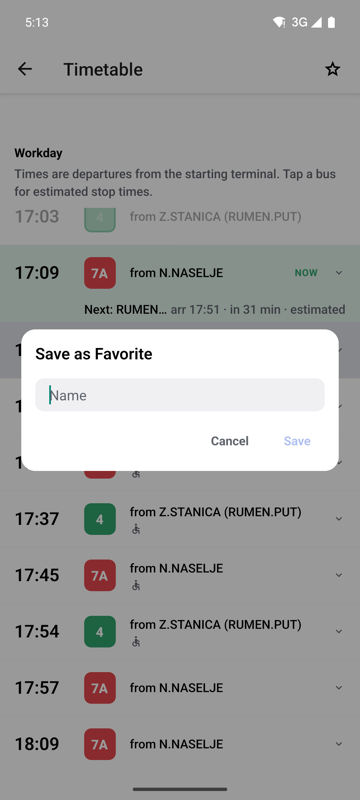 5:13
3G
Timetable
Workday
Times are departures from the starting terminal. Tap a bus
for estimated stop times.
17:03 4 from Z.STANICA (RUMEN.PUT)
17:09 7A from N.NASELJE NOW
Next: RUMEN... arr 17:51 · in 31 min · estimated
Save as Favorite
Name
Cancel Save
17:37 4 from Z.STANICA (RUMEN.PUT)
17:45 7A from N.NASELJE
17:54 4 from Z.STANICA (RUMEN.PUT)
17:57 7A from N.NASELJE
18:09 7A from N.NASELJE